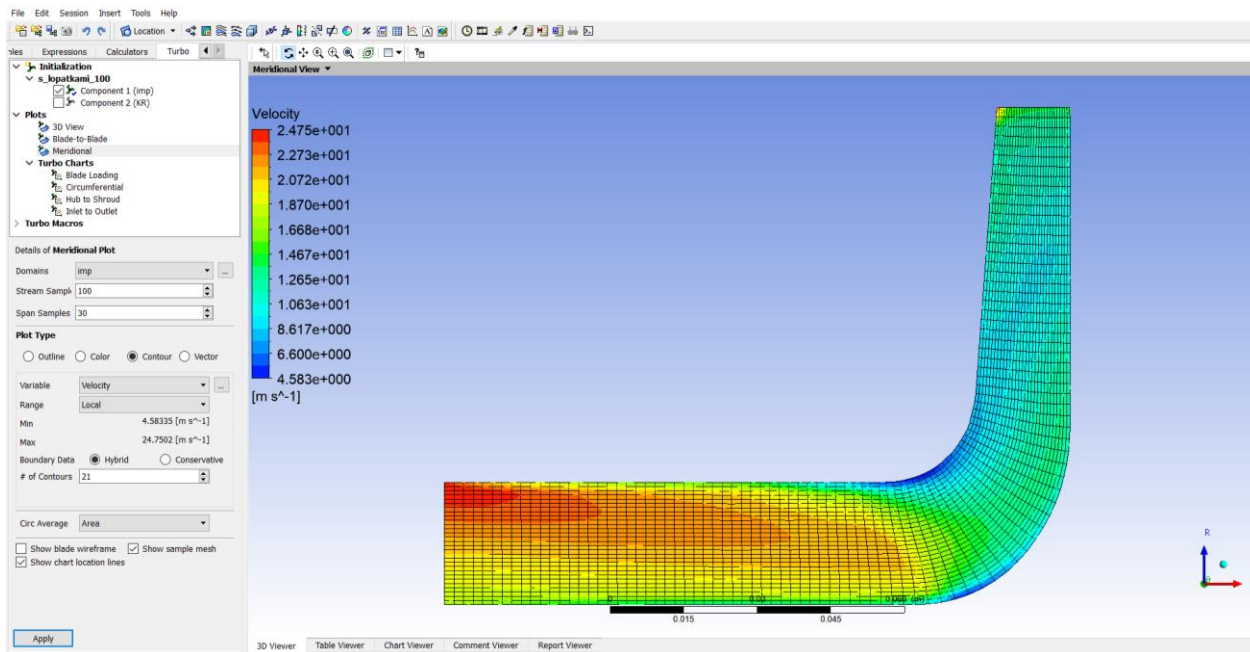 File Edit Session Insert Tools Help
Location
bles Expressions Calculators Turbo
Initialization
s_lopatkami_100
Component 1 (imp)
Component 2 (KR)
Plots
3D View
Blade-to-Blade
Meridional
Turbo Charts
Blade Loading
Circumferential
Hub to Shroud
Inlet to Outlet
Turbo Macros
Details of Meridional Plot
Domains imp ...
Stream Sampl 100
Span Samples 30
Plot Type
Outline Color Contour Vector
Variable Velocity ...
Range Local
Min 4.58335 [m s^-1]
Max 24.7502 [m s^-1]
Boundary Data Hybrid Conservative
# of Contours 21
Circ Average Area
Show blade wireframe Show sample mesh
Show chart location lines
Apply
Meridional View
Velocity
2.475e+001
2.273e+001
2.072e+001
1.870e+001
1.668e+001
1.467e+001
1.265e+001
1.063e+001
8.617e+000
6.600e+000
4.583e+000
[m s^-1]
R
0
0.015 0.045
3D Viewer Table Viewer Chart Viewer Comment Viewer Report Viewer